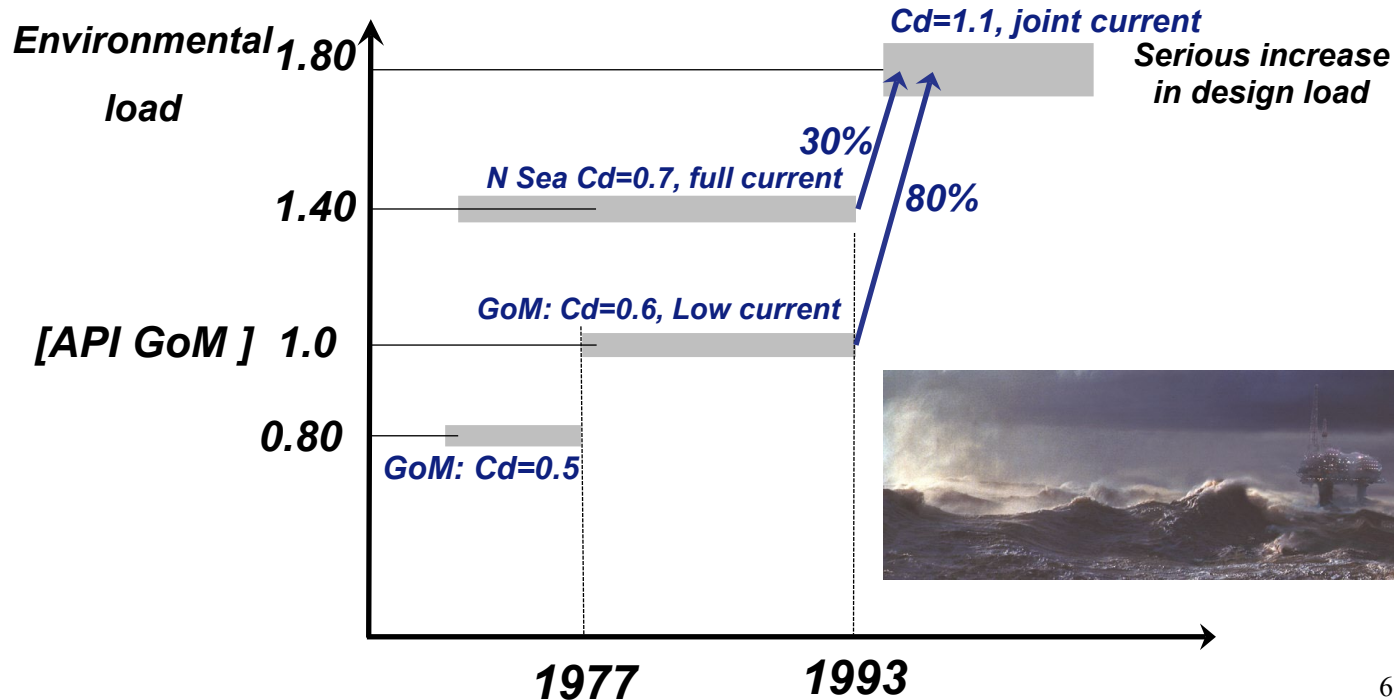 Cd=1.1, joint current
Environmental
load
1.80
Serious increase
in design load
30%
N Sea Cd=0.7, full current
1.40
80%
GoM: Cd=0.6, Low current
[API GoM ] 1.0
0.80
GoM: Cd=0.5
1977
1993
6